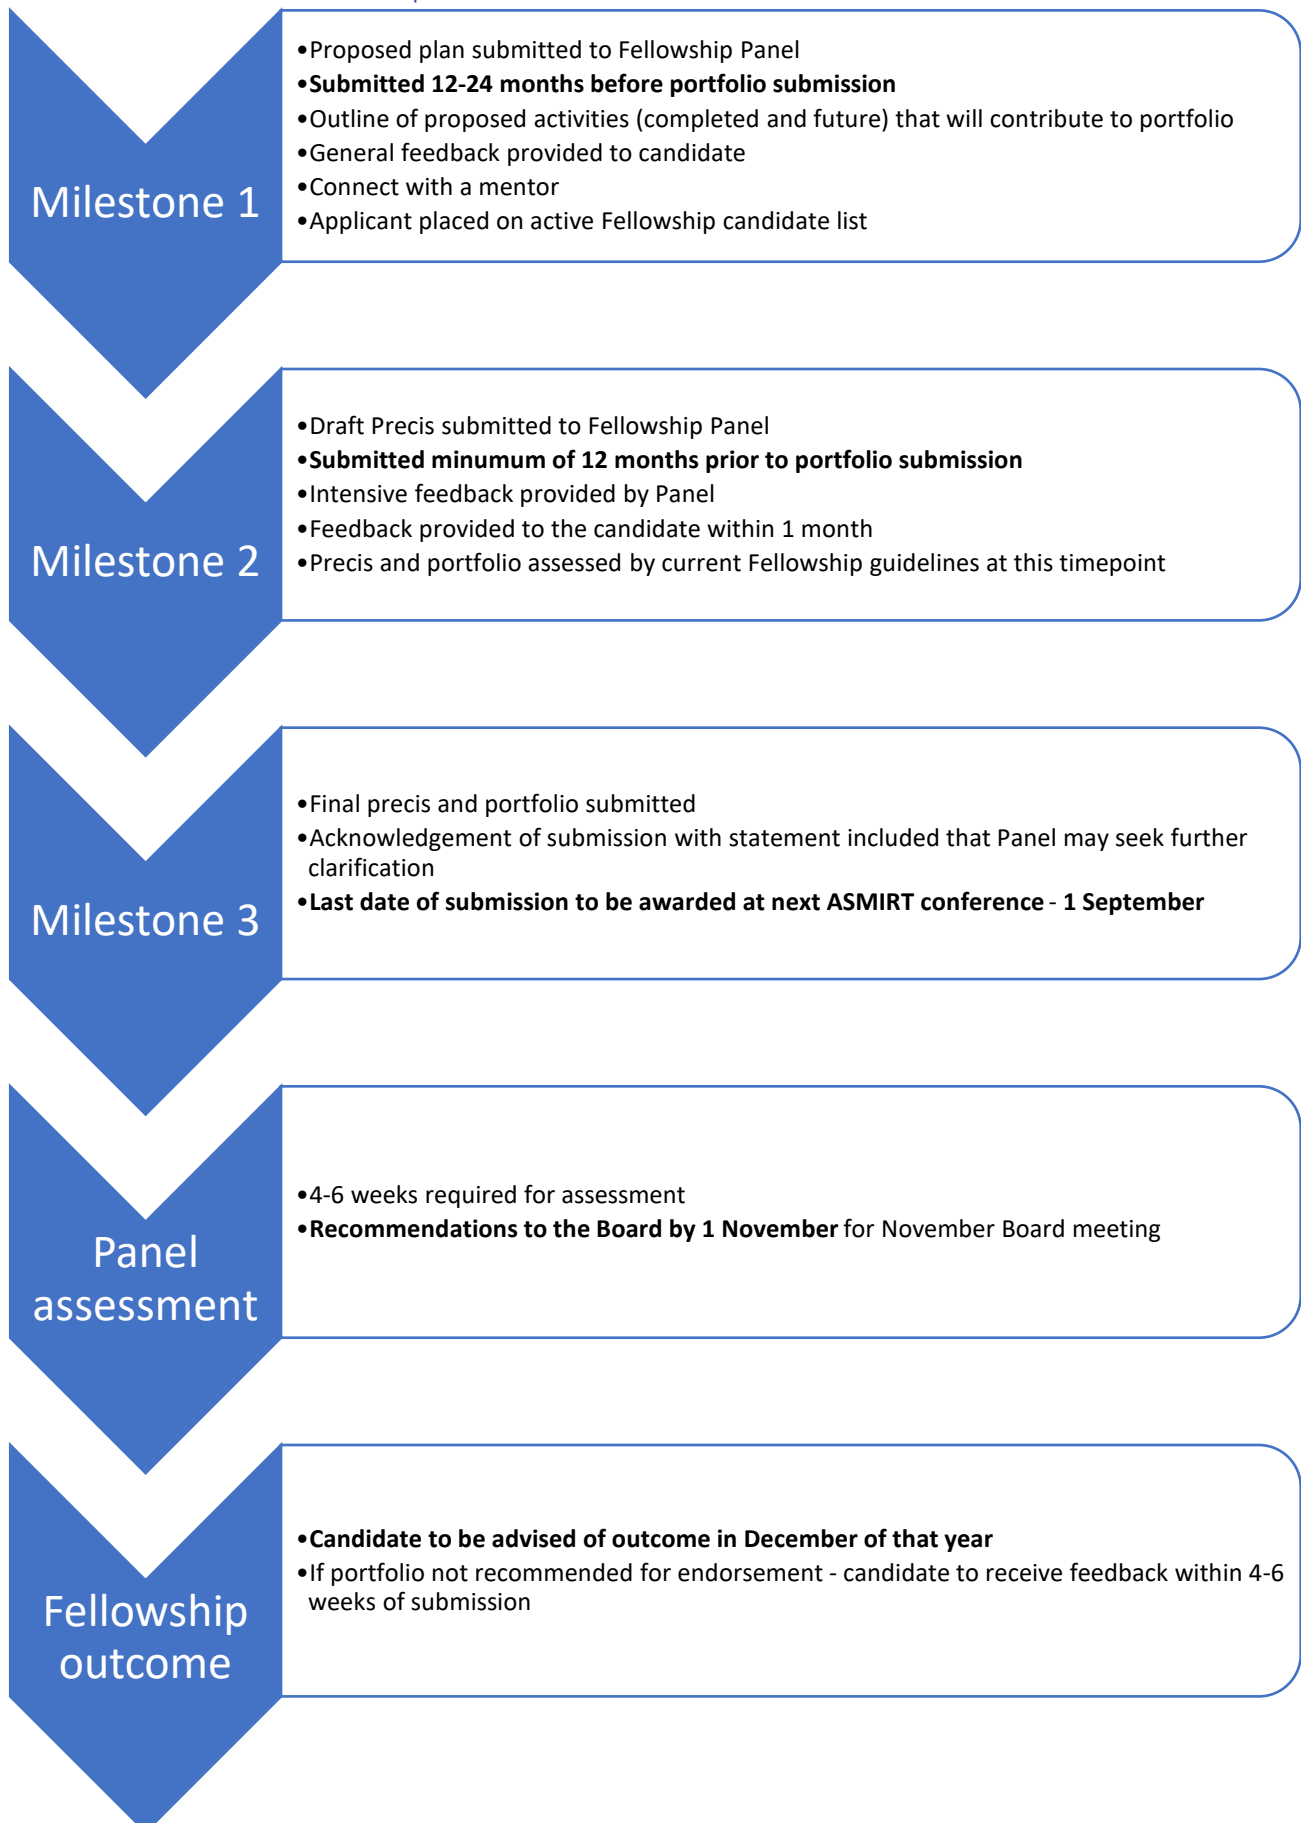 Milestone 1
•Proposed plan submitted to Fellowship Panel
•Submitted 12-24 months before portfolio submission
•Outline of proposed activities (completed and future) that will contribute to portfolio
•General feedback provided to candidate
•Connect with a mentor
•Applicant placed on active Fellowship candidate list
Milestone 2
•Draft Precis submitted to Fellowship Panel
•Submitted minumum of 12 months prior to portfolio submission
•Intensive feedback provided by Panel
•Feedback provided to the candidate within 1 month
•Precis and portfolio assessed by current Fellowship guidelines at this timepoint
Milestone 3
•Final precis and portfolio submitted
•Acknowledgement of submission with statement included that Panel may seek further
clarification
•Last date of submission to be awarded at next ASMIRT conference - 1 September
Panel
assessment
•4-6 weeks required for assessment
•Recommendations to the Board by 1 November for November Board meeting
Fellowship
outcome
•Candidate to be advised of outcome in December of that year
•If portfolio not recommended for endorsement - candidate to receive feedback within 4-6
weeks of submission